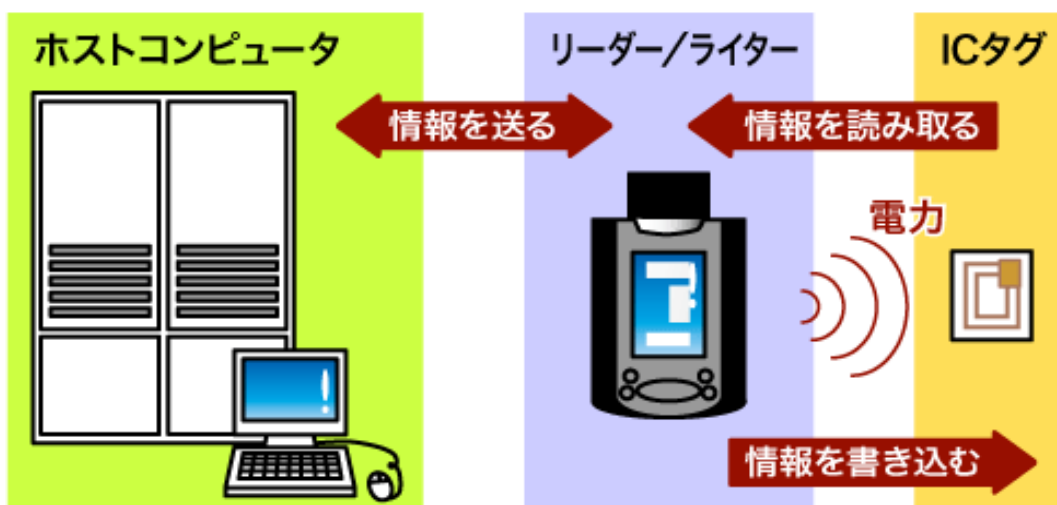 ホストコンピュータ
リーダー/ライター
ICタグ
情報を送る
情報を読み取る
電力
情報を書き込む